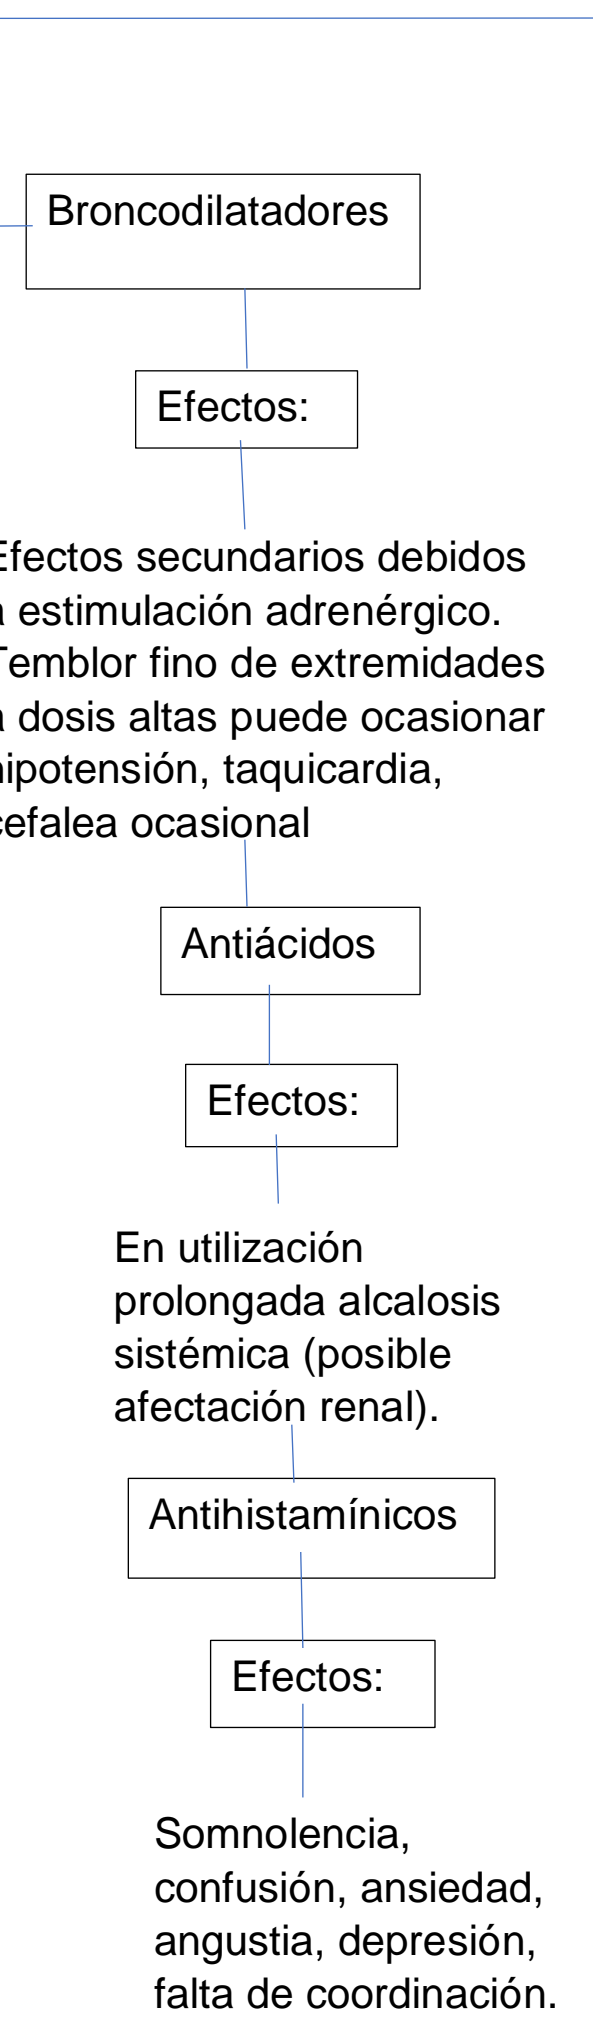 Broncodilatadores
Efectos:
Efectos secundarios debidos
a estimulación adrenérgico.
Temblor fino de extremidades
a dosis altas puede ocasionar
hipotensión, taquicardia,
cefalea ocasional
Antiácidos
Efectos:
En utilización
prolongada alcalosis
sistémica (posible
afectación renal).
Antihistamínicos
Efectos:
Somnolencia,
confusión, ansiedad,
angustia, depresión,
falta de coordinación.